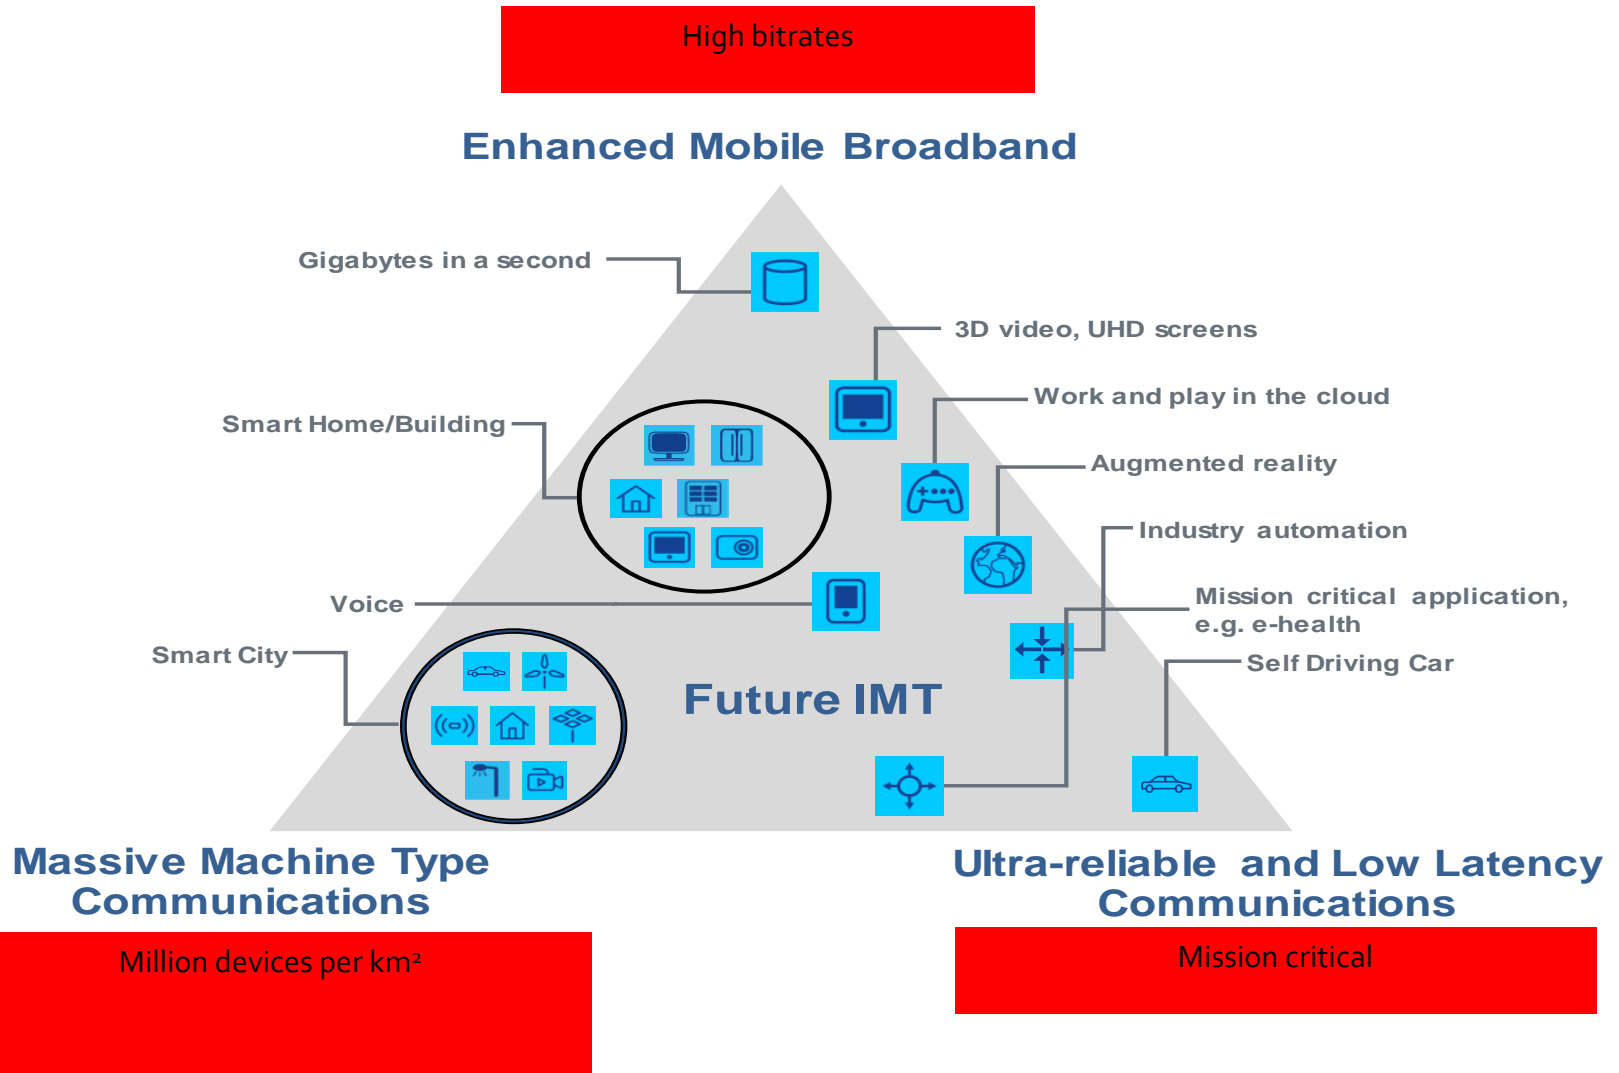 High bitrates
Enhanced Mobile Broadband
Gigabytes in a second
3D video, UHD screens
Work and play in the cloud
Smart Home/Building
Augmented reality
Industry automation
Mission critical application,
e.g. e-health
Voice
Smart City
Self Driving Car
Future IMT
Massive Machine Type
Communications
Ultra-reliable and Low Latency
Communications
Million devices per km²
Mission critical